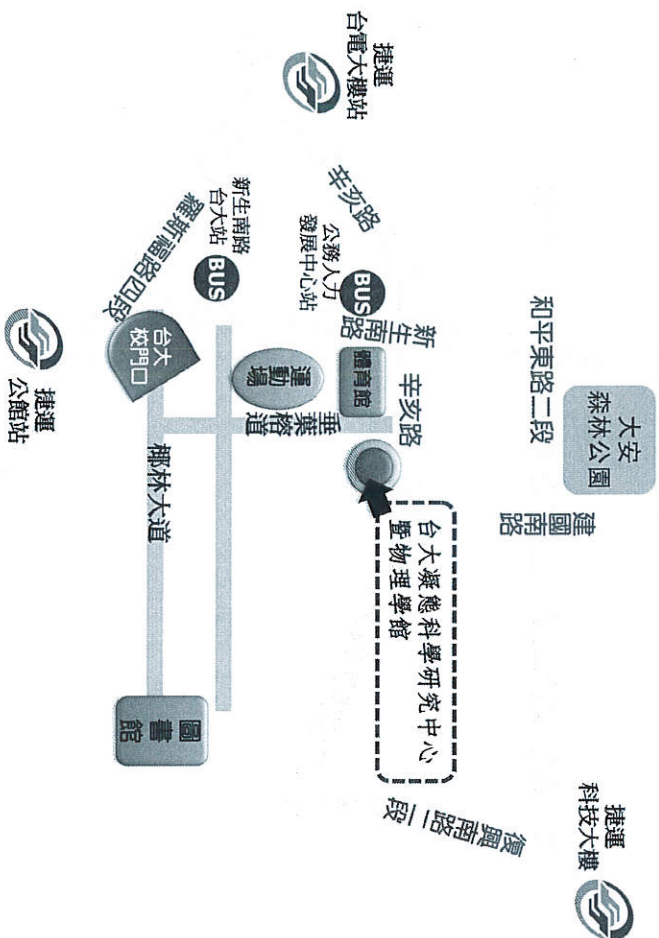 捷運
台電大樓站
辛亥路
公務人力
發展中心站
BUS
新生南路
台大站
BUS
羅斯福路四段
新生南路
體育館
辛亥路
運動場
垂葉榕道
台大
校門口
捷運
公館站
椰林大道
和平東路二段
大安
森林公園
建國南路
台大凝態科學研究中心
暨物理學館
圖書館
復興南路二段
捷運
科技大樓